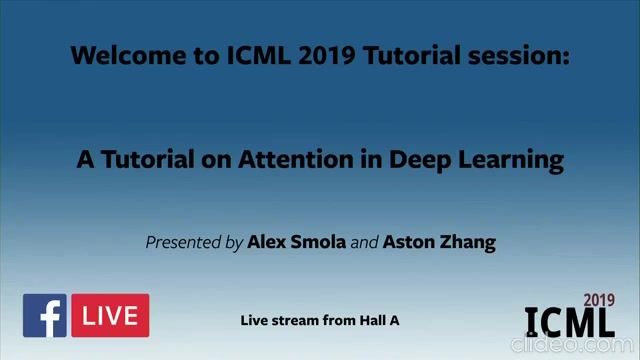 Welcome to ICML 2019 Tutorial session:
A Tutorial on Attention in Deep Learning
Presented by Alex Smola and Aston Zhang
f LIVE
Live stream from Hall A
2019
ICML
clideo.com